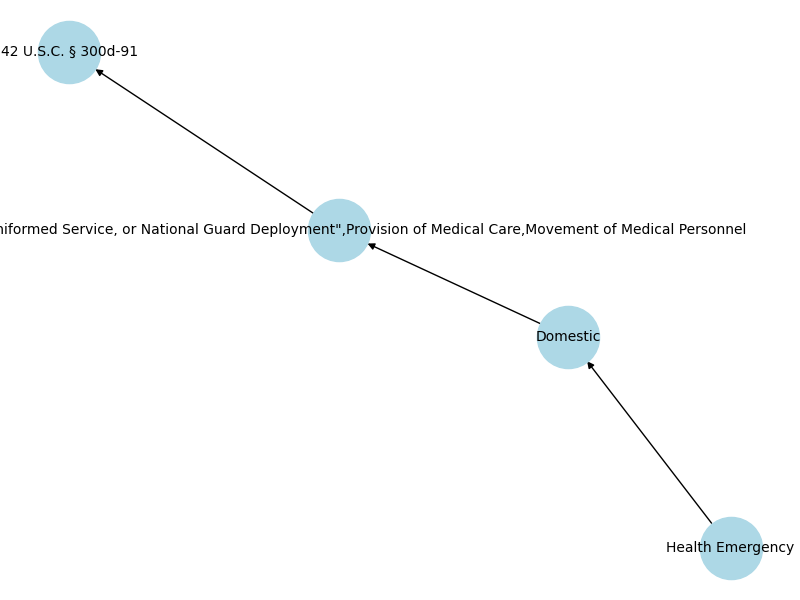 42 U.S.C. § 300d-91
niformed Service, or National Guard Deployment",Provision of Medical Care,Movement of Medical Personnel
Domestic
Health Emergency